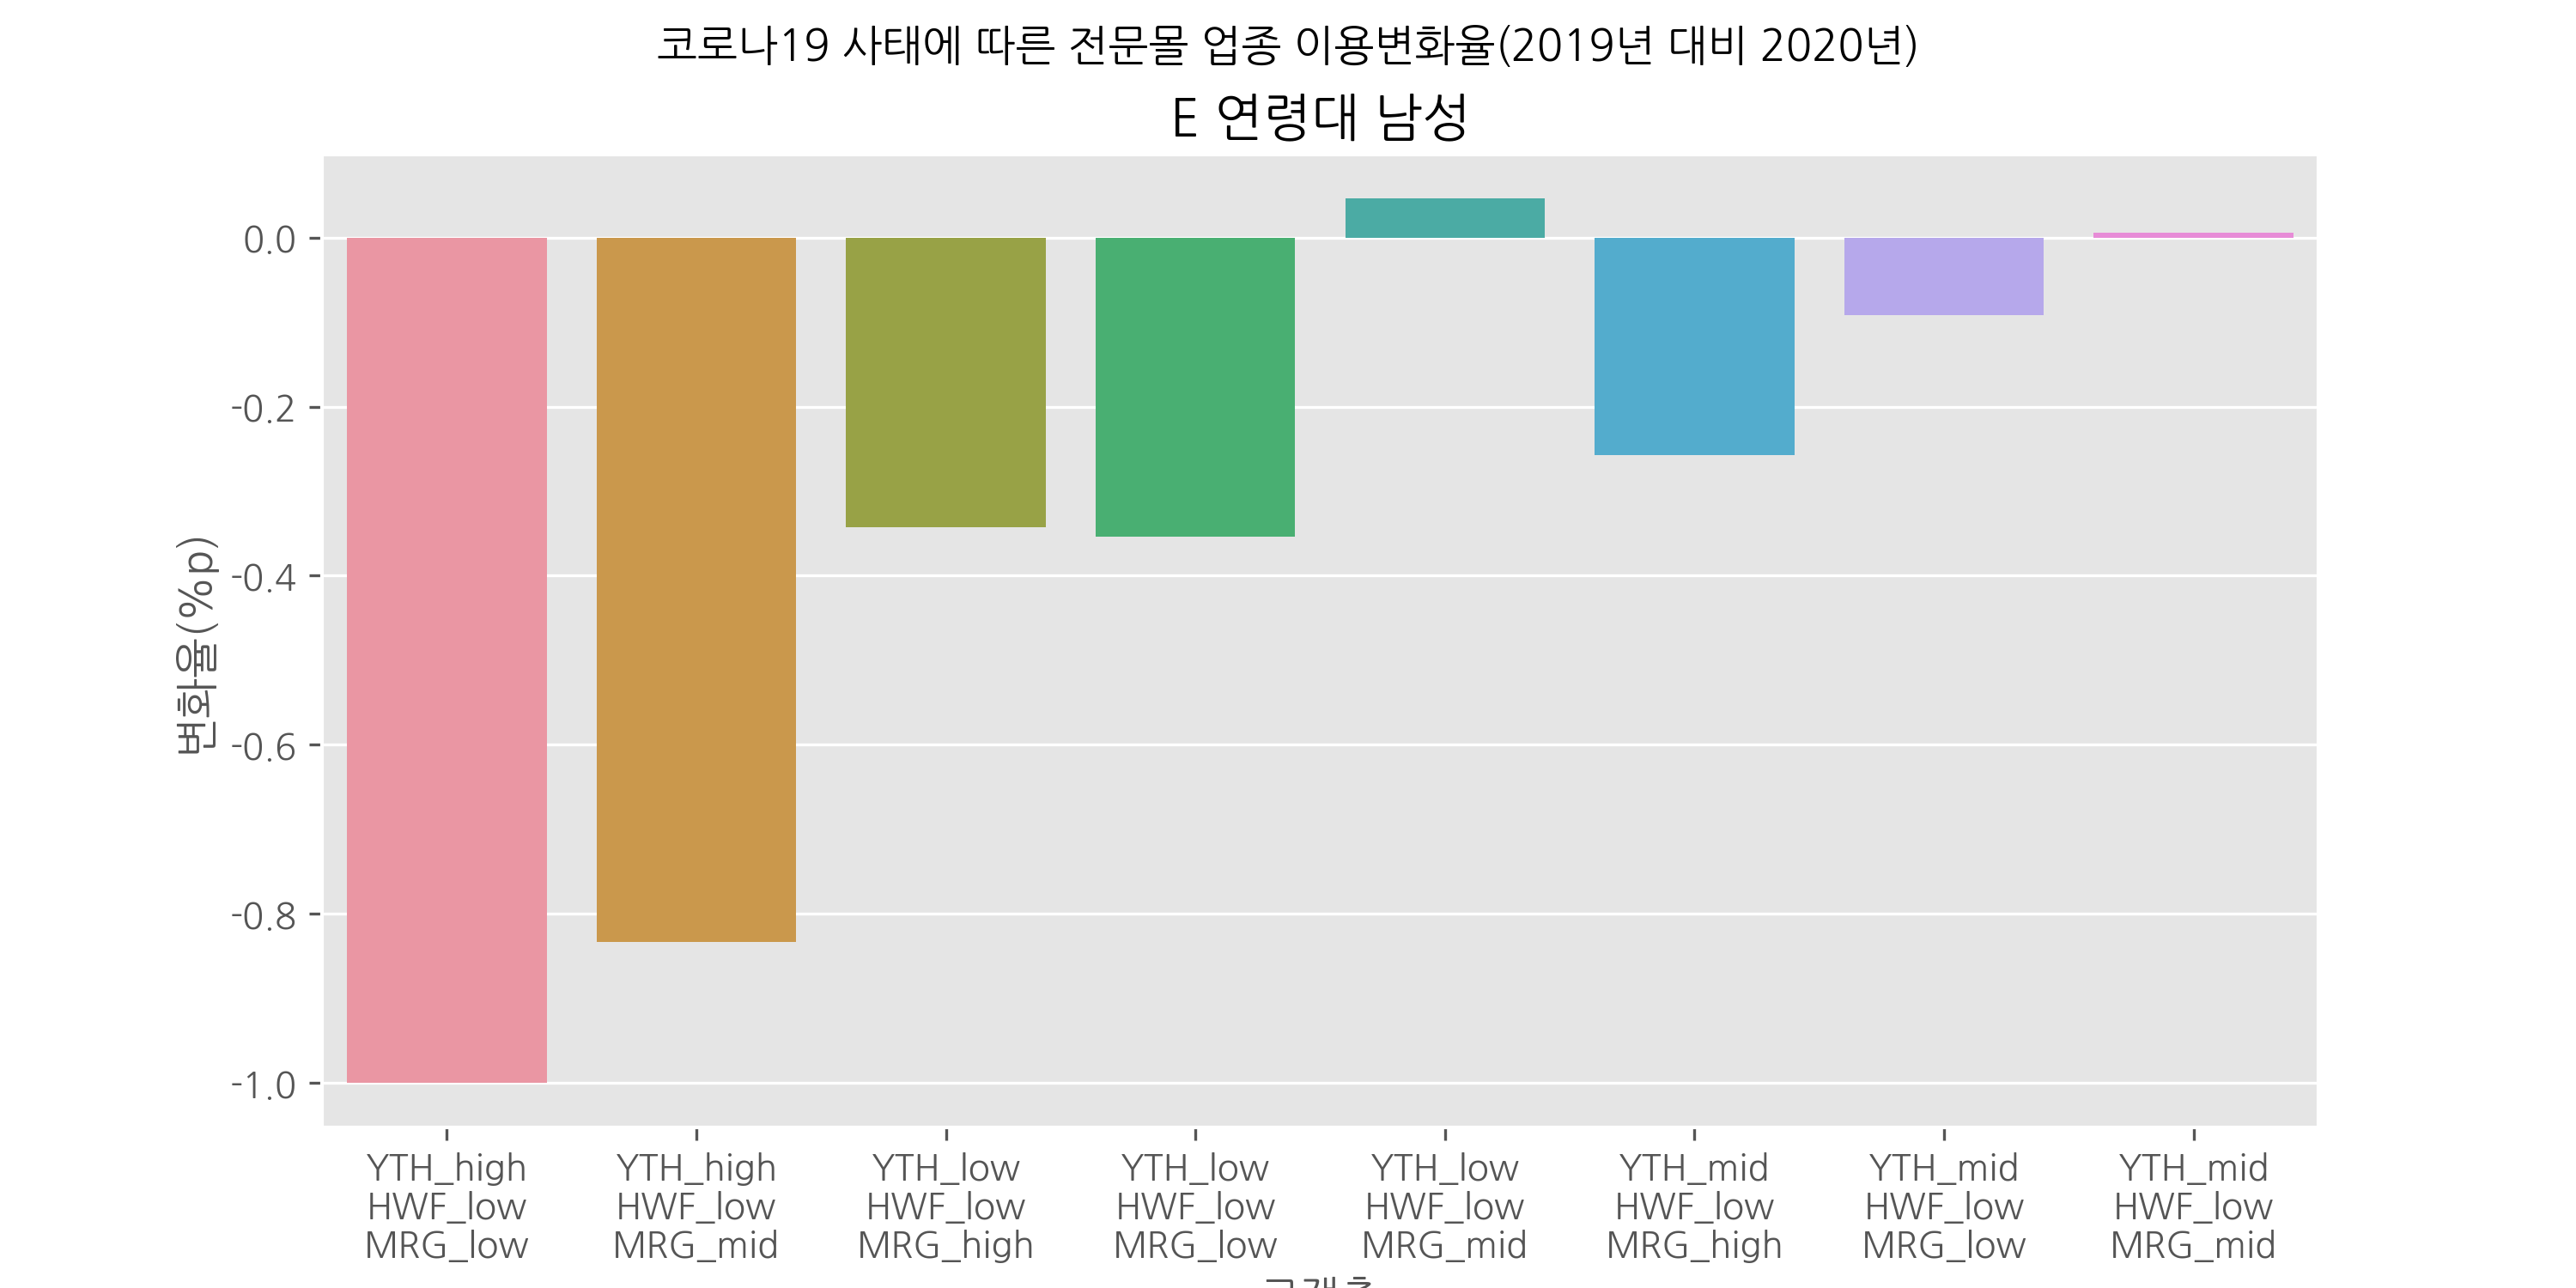 코로나19 사태에 따른 전문몰 업종 이용변화율(2019년 대비 2020년)
E 연령대 남성
변화율(%p)
0.0
-0.2
-0.4
-0.6
-0.8
-1.0
YTH_high YTH_high YTH_low YTH_low YTH_low YTH_mid YTH_mid YTH_mid
HWF_low HWF_low HWF_low HWF_low HWF_low HWF_low HWF_low HWF_low
MRG_low MRG_mid MRG_high MRG_low MRG_mid MRG_high MRG_low MRG_mid